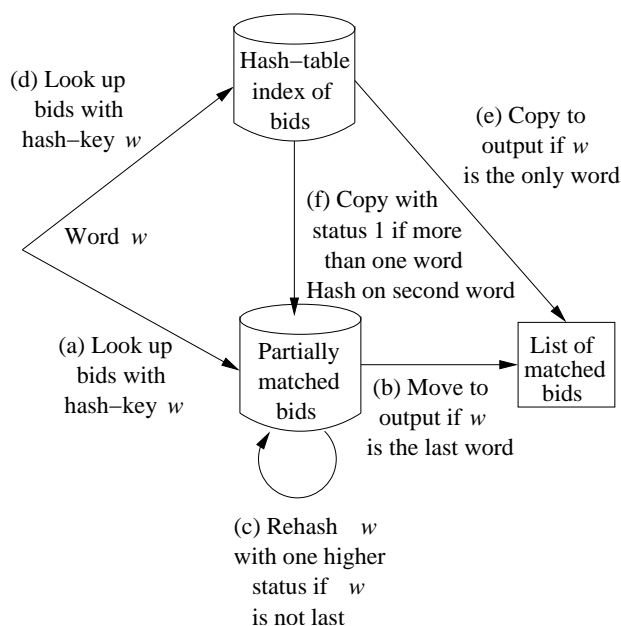 Hash−table
index of
bids
(d) Look up
bids with
hash−key w
(e) Copy to
output if w
is the only word
Word w
(f) Copy with
status 1 if more
than one word
Hash on second word
(a) Look up
bids with
hash−key w
Partially
matched
bids
List of
matched
bids
(b) Move to
output if w
is the last word
(c) Rehash w
with one higher
status if w
is not last